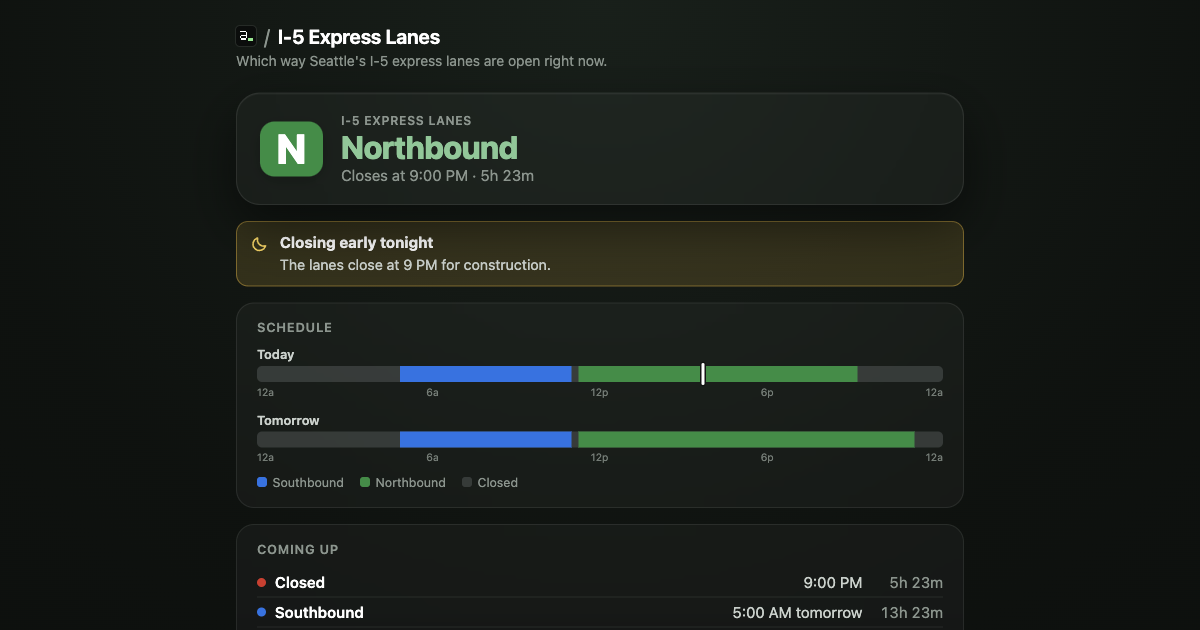 a_ / I-5 Express Lanes
Which way Seattle's I-5 express lanes are open right now.
N
I-5 EXPRESS LANES
Northbound
Closes at 9:00 PM · 5h 23m
Closing early tonight
The lanes close at 9 PM for construction.
SCHEDULE
Today
12a 6a 12p 6p 12a
Tomorrow
12a 6a 12p 6p 12a
Southbound Northbound Closed
COMING UP
Closed 9:00 PM 5h 23m
Southbound 5:00 AM tomorrow 13h 23m